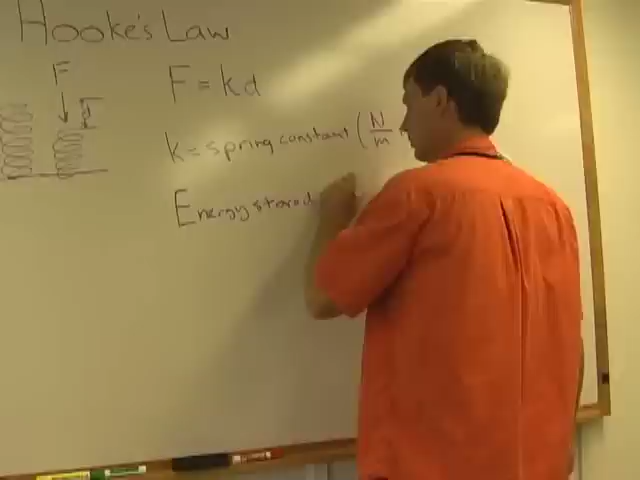 Hooke's Law
F
d
F = kd
k = spring constant (N/m
Energy stored